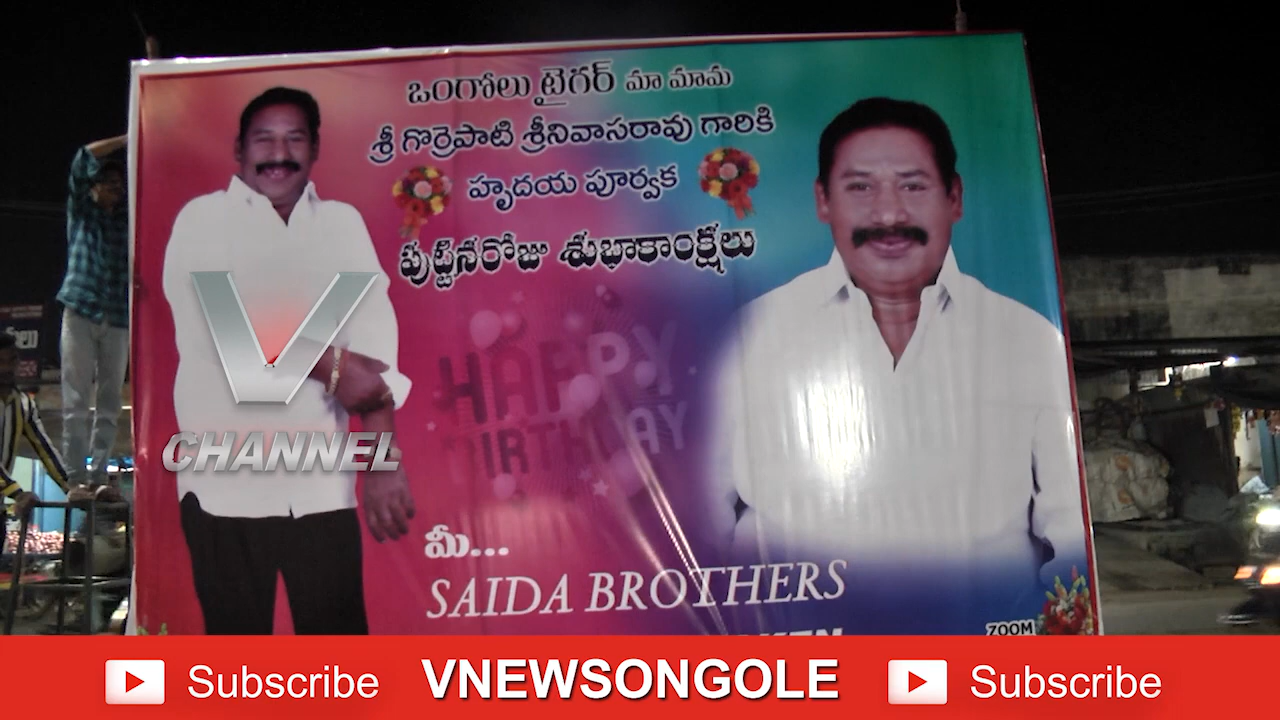 ఒంగోలు టైగర్ మా మామ
శ్రీ గొర్రెపాటి శ్రీనివాసరావు గారికి
హృదయ పూర్వక
పుట్టినరోజు శుభాకాంక్షలు
HAPPY
BIRTHDAY
V
CHANNEL
మీ...
SAIDA BROTHERS
ZOOM
Subscribe VNEWSONGOLE Subscribe